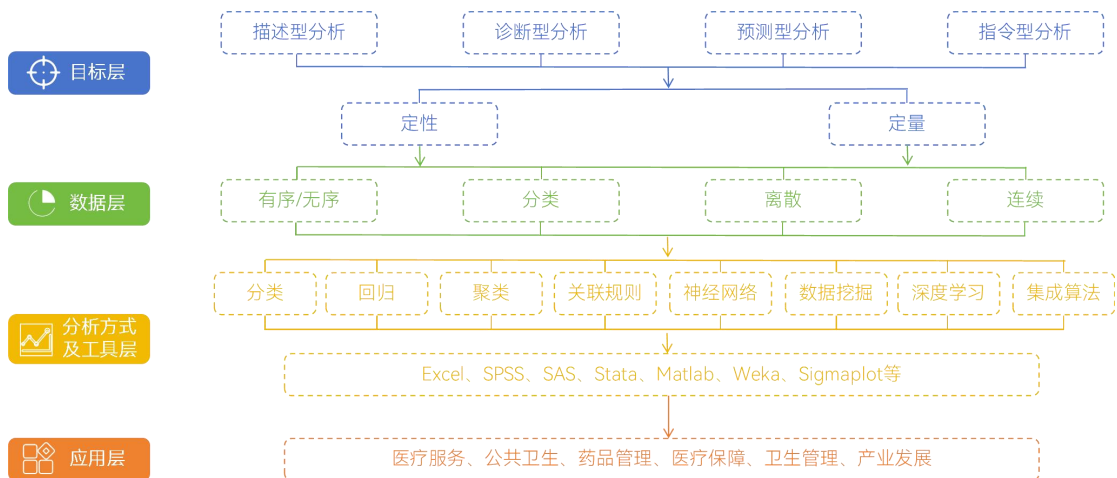 描述型分析
诊断型分析
预测型分析
指令型分析
目标层
定性
定量
数据层
有序/无序
分类
离散
连续
分类
回归
聚类
关联规则
神经网络
数据挖掘
深度学习
集成算法
分析方式
及工具层
Excel、SPSS、SAS、Stata、Matlab、Weka、Sigmaplot等
应用层
医疗服务、公共卫生、药品管理、医疗保障、卫生管理、产业发展